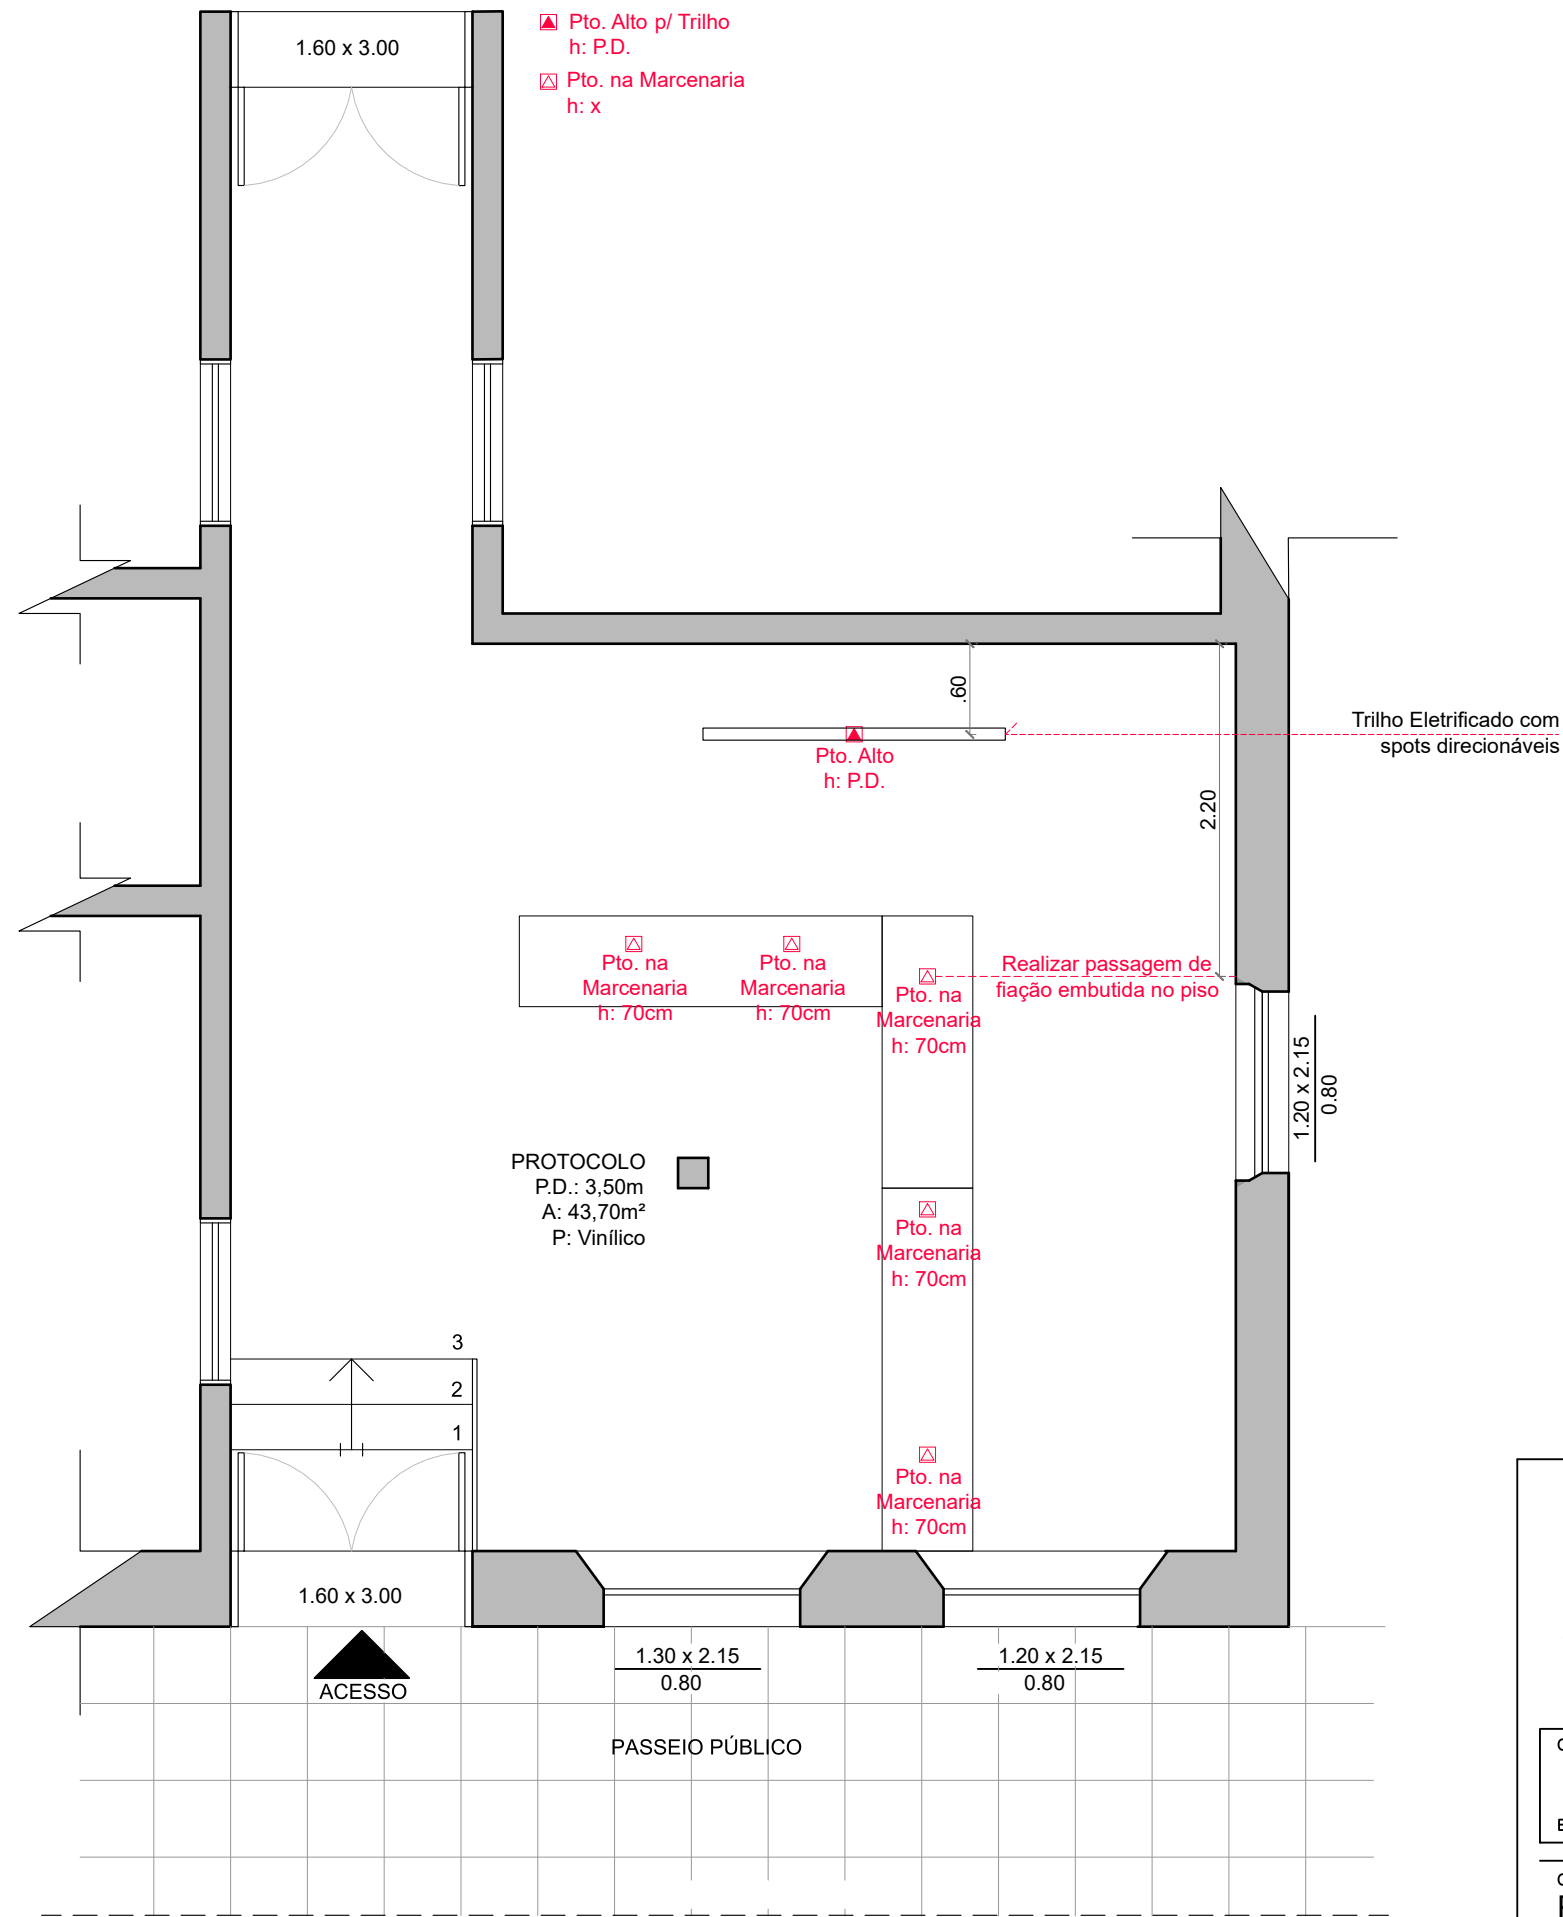 Pto. Alto p/ Trilho
h: P.D.
Pto. na Marcenaria
h: x
1.60 x 3.00
.60
Trilho Eletrificado com
spots direcionáveis
Pto. Alto
h: P.D.
2.20
Pto. na
Marcenaria
h: 70cm
Pto. na
Marcenaria
h: 70cm
Realizar passagem de
fiação embutida no piso
Pto. na
Marcenaria
h: 70cm
1.20 x 2.15
0.80
PROTOCOLO
P.D.: 3,50m
A: 43,70m²
P: Vinílico
Pto. na
Marcenaria
h: 70cm
3
2
1
Pto. na
Marcenaria
h: 70cm
1.60 x 3.00
ACESSO
1.30 x 2.15
0.80
1.20 x 2.15
0.80
PASSEIO PÚBLICO